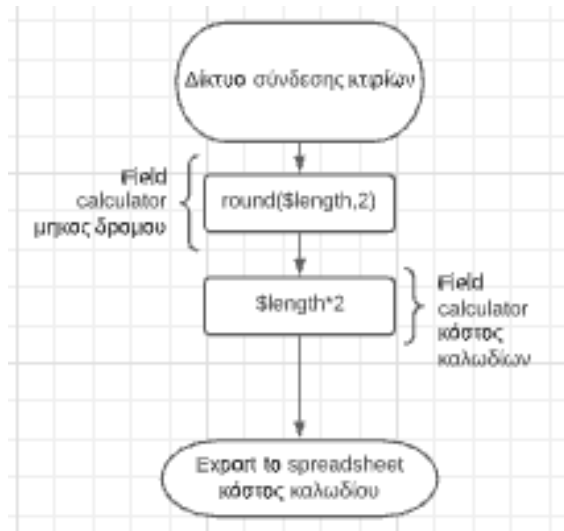 Δίκτυο σύνδεσης κτιρίων
Field
calculator
μηκος δρομου
round($length,2)
$length*2
Field
calculator
κόστος
καλωδίων
Export to spreadsheet
κόστος καλωδίου